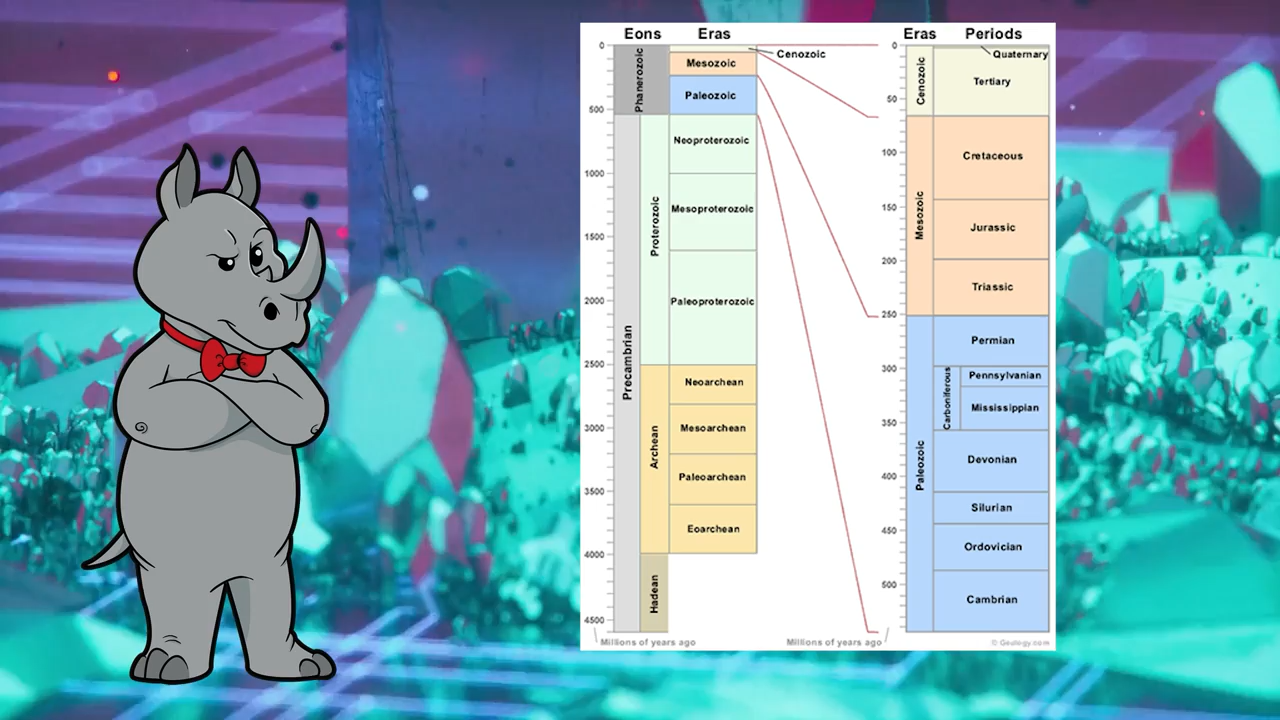 Eons Eras
0
500
1000
1500
2000
2500
3000
3500
4000
4500
Phanerozoic
Precambrian
Proterozoic
Archean
Hadean
Cenozoic
Mesozoic
Paleozoic
Neoproterozoic
Mesoproterozoic
Paleoproterozoic
Neoarchean
Mesoarchean
Paleoarchean
Eoarchean
Millions of years ago
Eras Periods
0
50
100
150
200
250
300
350
400
450
500
Cenozoic
Mesozoic
Paleozoic
Quaternary
Tertiary
Cretaceous
Jurassic
Triassic
Permian
Carboniferous
Pennsylvanian
Mississippian
Devonian
Silurian
Ordovician
Cambrian
Millions of years ago
© Geology.com